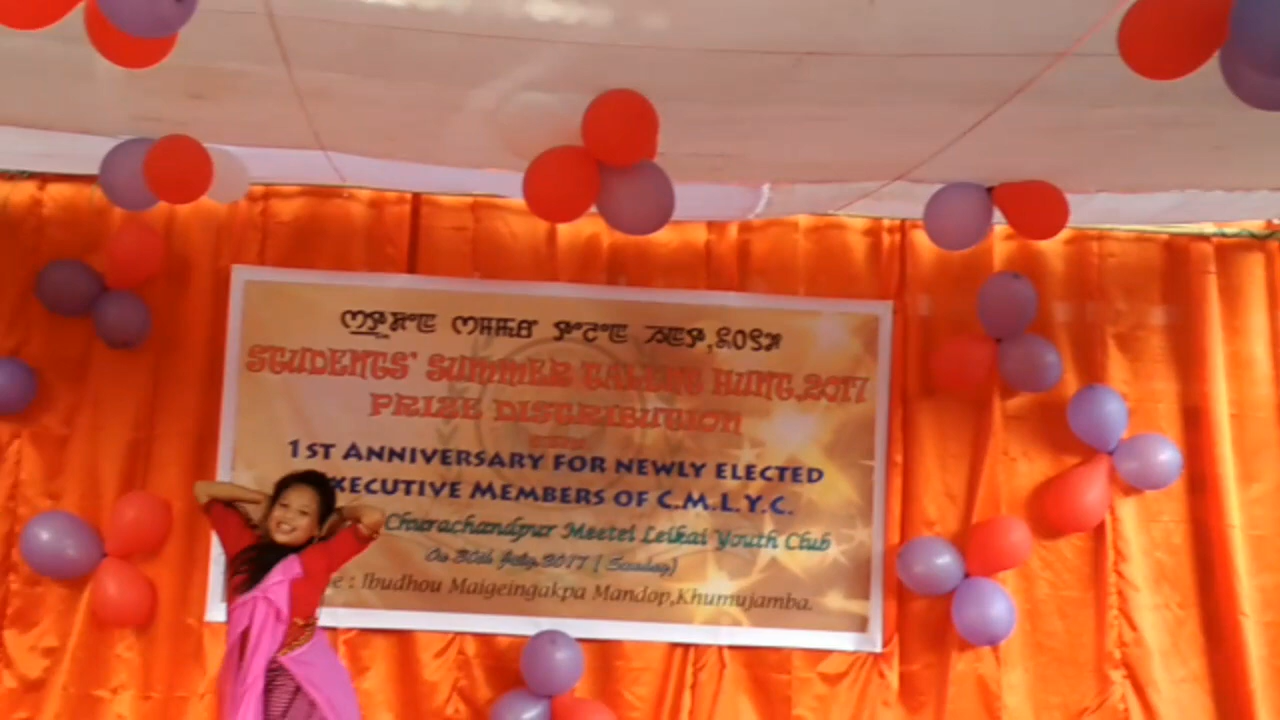 STUDENTS' SUMMER TALENT HUNT,2017
PRIZE DISTRIBUTION
1ST ANNIVERSARY FOR NEWLY ELECTED
XECUTIVE MEMBERS OF C.M.L.Y.C.
Churachandpur Meetei Leikai Youth Club
On 30th July,2017 ( Sunday)
e : Ibudhou Maigeingakpa Mandop,Khumujamba.